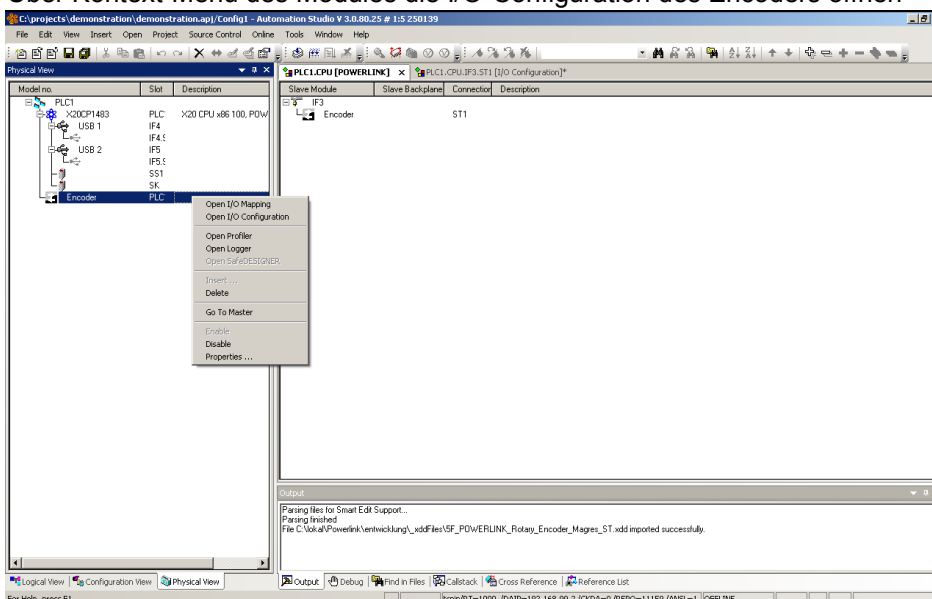 Über Kontext-Menü des Modules die I/O-Configuration des Encoders öffnen
C:\projects\demonstration\demonstration.apj/Config1 - Automation Studio V 3.0.80.25 # 1:5 250139
File Edit View Insert Open Project Source Control Online Tools Window Help
Physical View
PLC1.CPU [POWERLINK] PLC1.CPU.IF3.ST1 [I/O Configuration]*
Model no. Slot Description
Slave Module Slave Backplane Connection Description
PLC1
IF3
X20CP1483 PLC X20 CPU x86 100, POW
Encoder ST1
USB 1 IF4
IF4.S
USB 2 IF5
IF5.S
SS1
SK
Encoder PLC
Open I/O Mapping
Open I/O Configuration
Open Profiler
Open Logger
Open SafeDESIGNER
Insert ...
Delete
Go To Master
Enable
Disable
Properties ...
Output
Parsing files for Smart Edit Support...
Parsing finished
File C:\lokal\Powerlink\entwicklung\_xddFiles\5F_POWERLINK_Rotary_Encoder_Magres_ST.xdd imported successfully.
Logical View Configuration View Physical View
Output Debug Find in Files Callstack Cross Reference Reference List
For Help, press F1